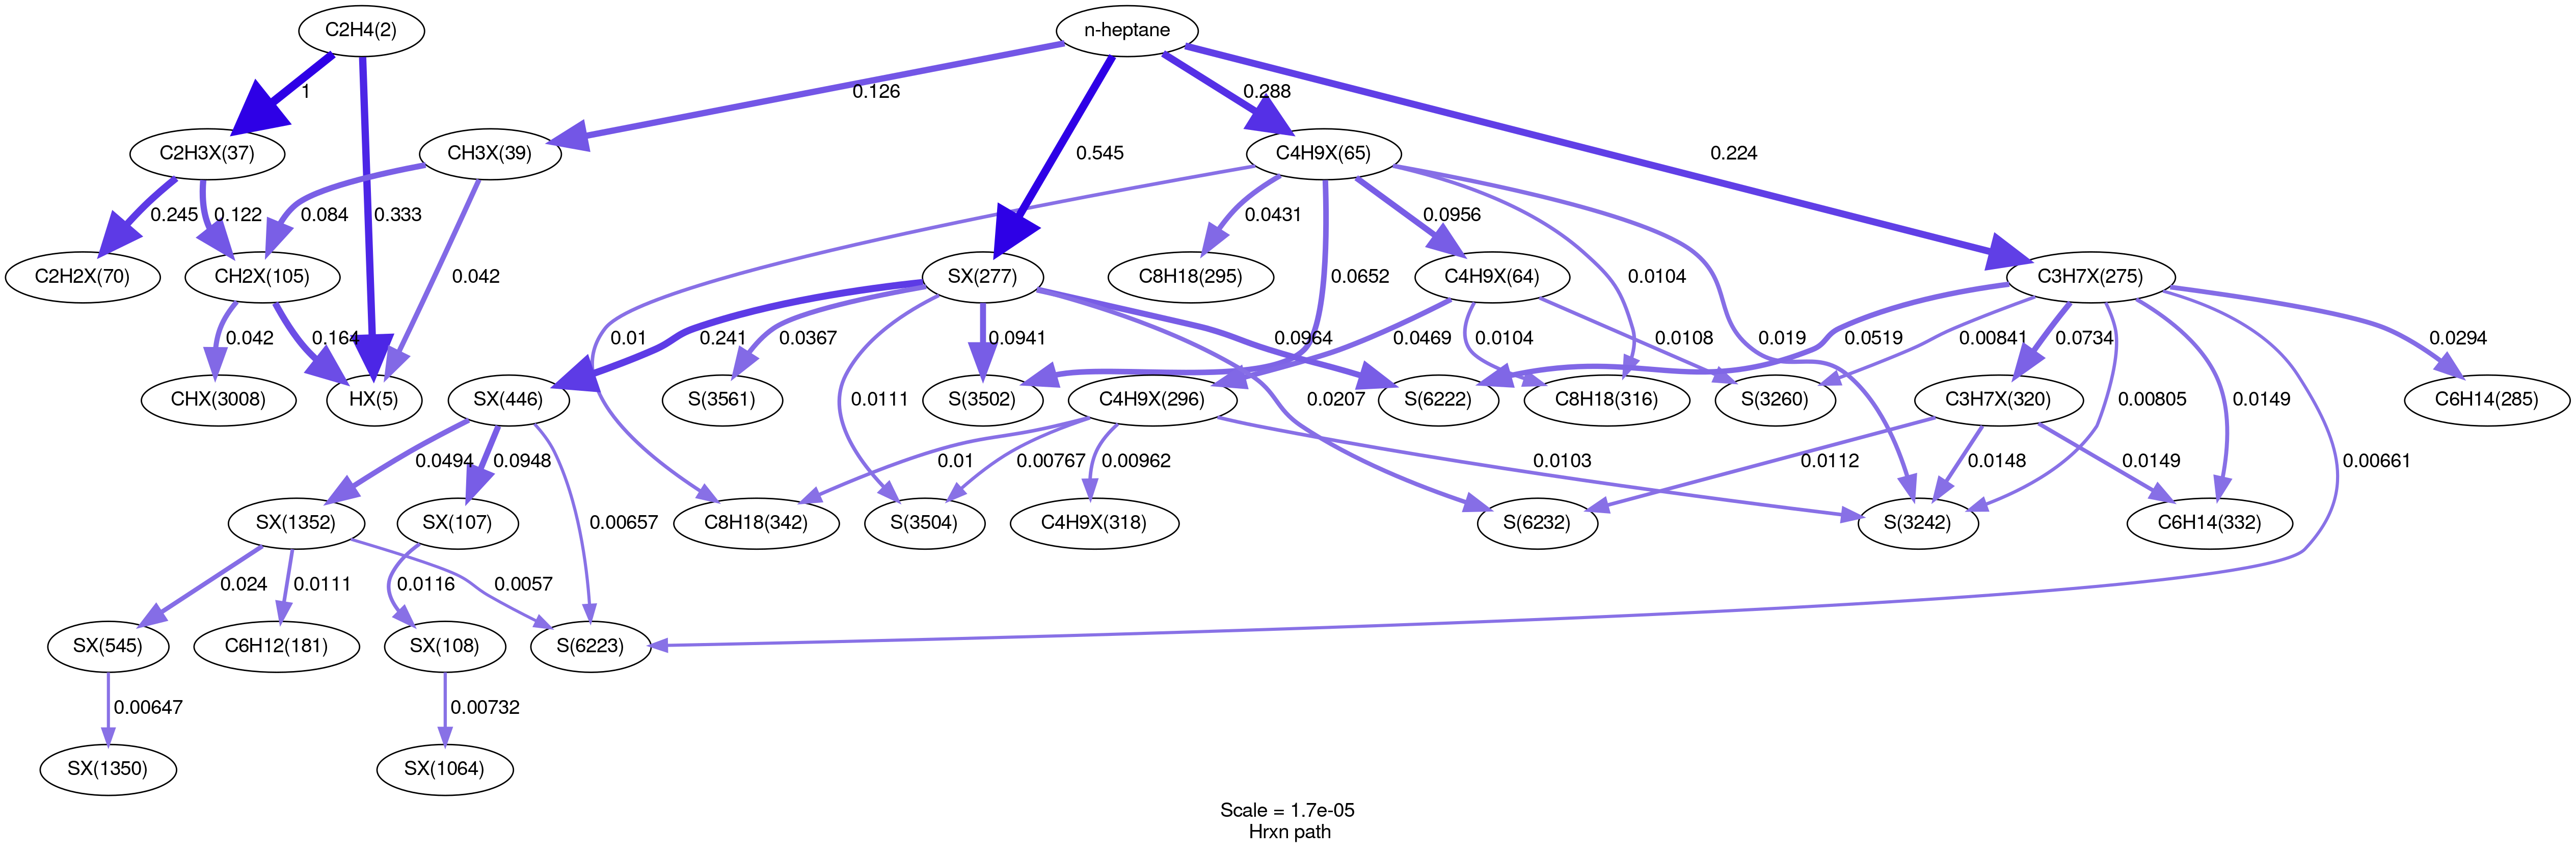 C2H4(2)
n-heptane
1
0.126
0.288
C2H3X(37)
CH3X(39)
0.545
C4H9X(65)
0.224
0.245
0.122
0.084
0.333
0.0431
0.0956
C2H2X(70)
CH2X(105)
0.042
SX(277)
C8H18(295)
0.0652
C4H9X(64)
0.0104
C3H7X(275)
0.042
0.164
0.01
0.241
0.0367
0.0941
0.0964
0.0469
0.0104
0.0108
0.019
0.0519
0.00841
0.0734
0.00805
0.0149
0.0294
CHX(3008)
HX(5)
SX(446)
S(3561)
0.0111
S(3502)
C4H9X(296)
0.0207
S(6222)
C8H18(316)
S(3260)
C3H7X(320)
C6H14(285)
0.0494
0.0948
0.01
0.00767
0.00962
0.0103
0.0112
0.0148
0.0149
0.00661
SX(1352)
SX(107)
0.00657
C8H18(342)
S(3504)
C4H9X(318)
S(6232)
S(3242)
C6H14(332)
0.024
0.0111
0.0116
0.0057
SX(545)
C6H12(181)
SX(108)
S(6223)
0.00647
0.00732
SX(1350)
SX(1064)
Scale = 1.7e-05
Hrxn path